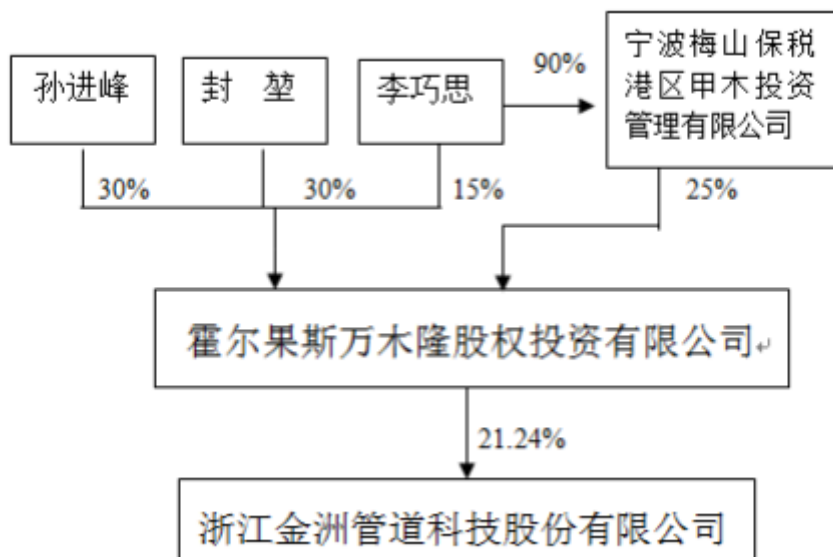 孙进峰
封 堃
李巧思
90%
宁波梅山保税
港区甲木投资
管理有限公司
30%
30%
15%
25%
霍尔果斯万木隆股权投资有限公司
21.24%
浙江金洲管道科技股份有限公司